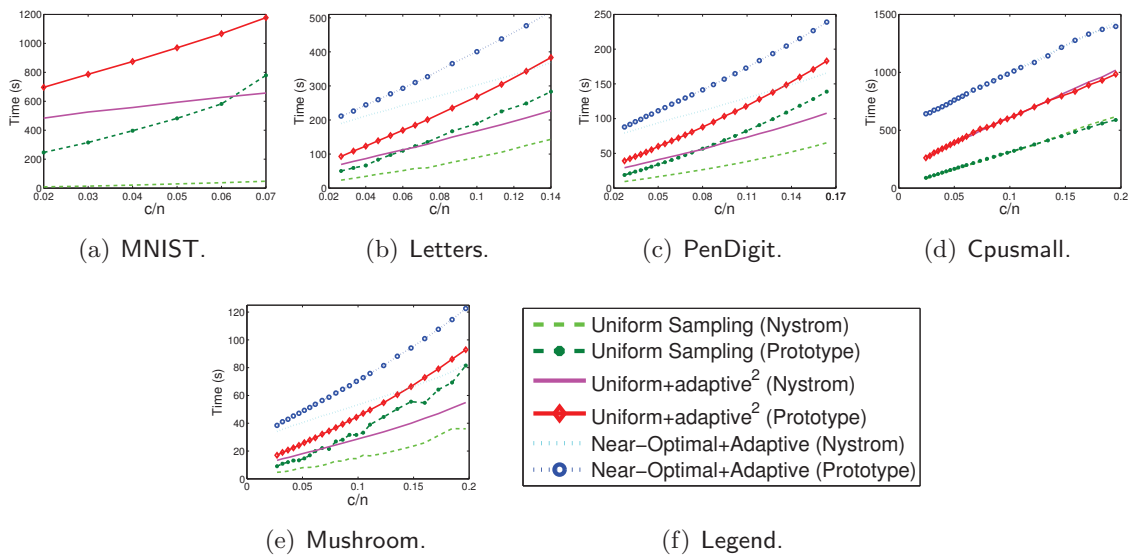 1200
1000
800
600
400
200
0
Time (s)
0.02 0.03 0.04 0.05 0.06 0.07
c/n
(a) MNIST.
500
400
300
200
100
0
Time (s)
0.02 0.04 0.06 0.08 0.1 0.12 0.14
c/n
(b) Letters.
250
200
150
100
50
0
Time (s)
0.02 0.05 0.08 0.11 0.14 0.17
c/n
(c) PenDigit.
1500
1000
500
0
Time (s)
0 0.05 0.1 0.15 0.2
c/n
(d) Cpusmall.
120
100
80
60
40
20
0
Time (s)
0 0.05 0.1 0.15 0.2
c/n
(e) Mushroom.
Uniform Sampling (Nystrom)
Uniform Sampling (Prototype)
Uniform+adaptive² (Nystrom)
Uniform+adaptive² (Prototype)
Near−Optimal+Adaptive (Nystrom)
Near−Optimal+Adaptive (Prototype)
(f) Legend.